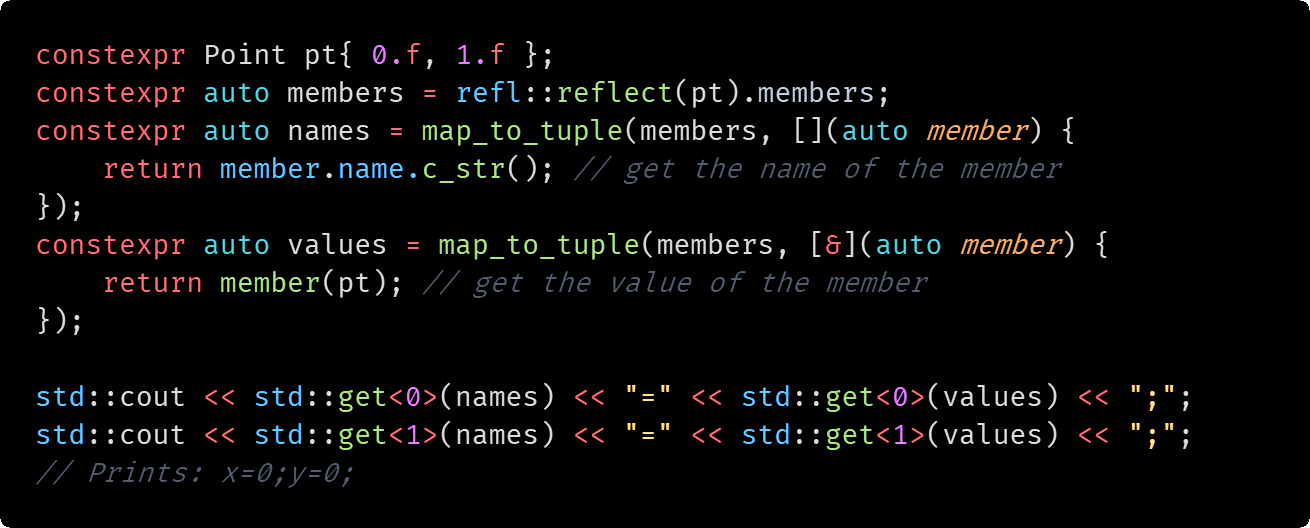 constexpr Point pt{ 0.f, 1.f };
constexpr auto members = refl::reflect(pt).members;
constexpr auto names = map_to_tuple(members, [](auto member) {
    return member.name.c_str(); // get the name of the member
});
constexpr auto values = map_to_tuple(members, [&](auto member) {
    return member(pt); // get the value of the member
});

std::cout << std::get<0>(names) << "=" << std::get<0>(values) << ";";
std::cout << std::get<1>(names) << "=" << std::get<1>(values) << ";";
// Prints: x=0;y=0;